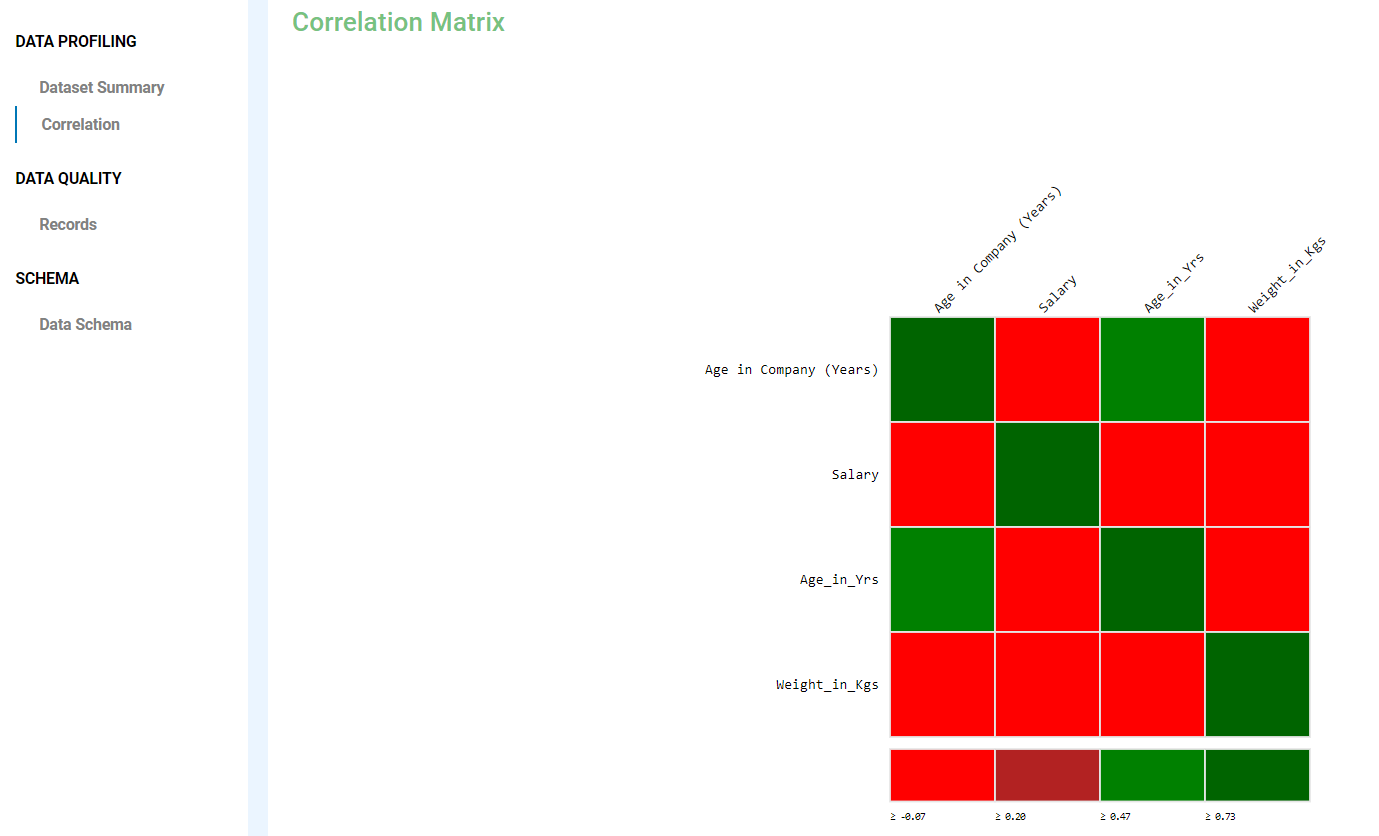 DATA PROFILING
Dataset Summary
Correlation
DATA QUALITY
Records
SCHEMA
Data Schema
Correlation Matrix
Age in Company (Years)
Salary
Age_in_Yrs
Weight_in_Kgs
Age in Company (Years)
Salary
Age_in_Yrs
Weight_in_Kgs
≥ -0.07
≥ 0.20
≥ 0.47
≥ 0.73